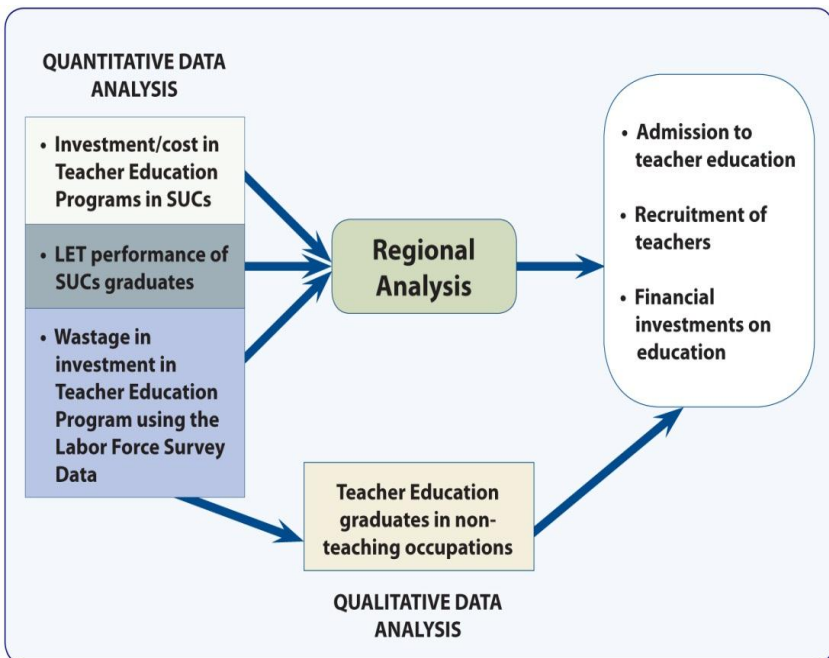 QUANTITATIVE DATA
ANALYSIS
• Investment/cost in
Teacher Education
Programs in SUCs
• LET performance of
SUCs graduates
• Wastage in
investment in
Teacher Education
Program using the
Labor Force Survey
Data
Regional
Analysis
Teacher Education
graduates in non-
teaching occupations
QUALITATIVE DATA
ANALYSIS
• Admission to
teacher education
• Recruitment of
teachers
• Financial
investments on
education